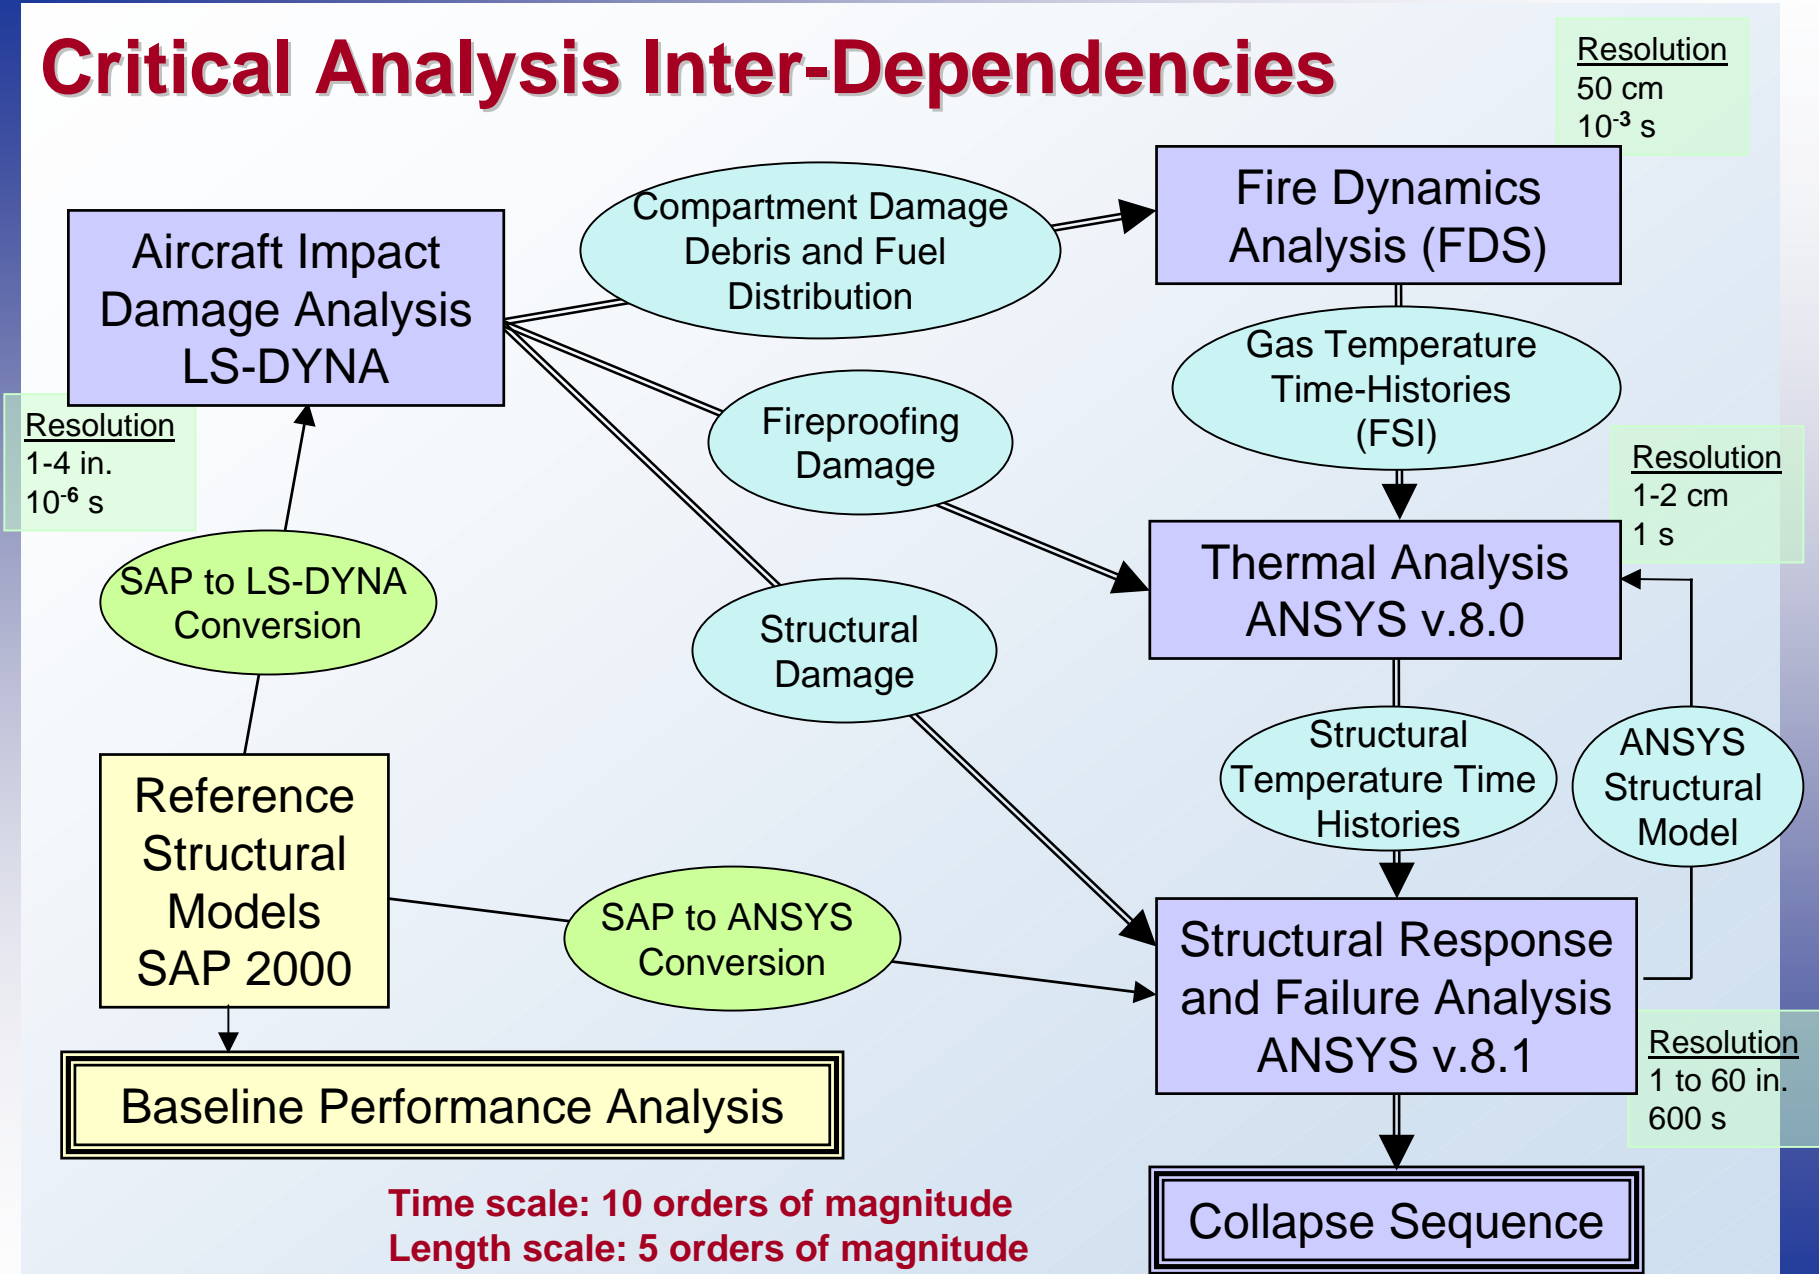 Critical Analysis Inter-Dependencies
Resolution
50 cm
10-3 s
Aircraft Impact
Damage Analysis
LS-DYNA
Compartment Damage
Debris and Fuel
Distribution
Fire Dynamics
Analysis (FDS)
Gas Temperature
Time-Histories
(FSI)
Resolution
1-4 in.
10-6 s
Fireproofing
Damage
Resolution
1-2 cm
1 s
SAP to LS-DYNA
Conversion
Thermal Analysis
ANSYS v.8.0
Structural
Damage
Structural
Temperature Time
Histories
ANSYS
Structural
Model
Reference
Structural
Models
SAP 2000
SAP to ANSYS
Conversion
Structural Response
and Failure Analysis
ANSYS v.8.1
Resolution
1 to 60 in.
600 s
Baseline Performance Analysis
Time scale: 10 orders of magnitude
Length scale: 5 orders of magnitude
Collapse Sequence